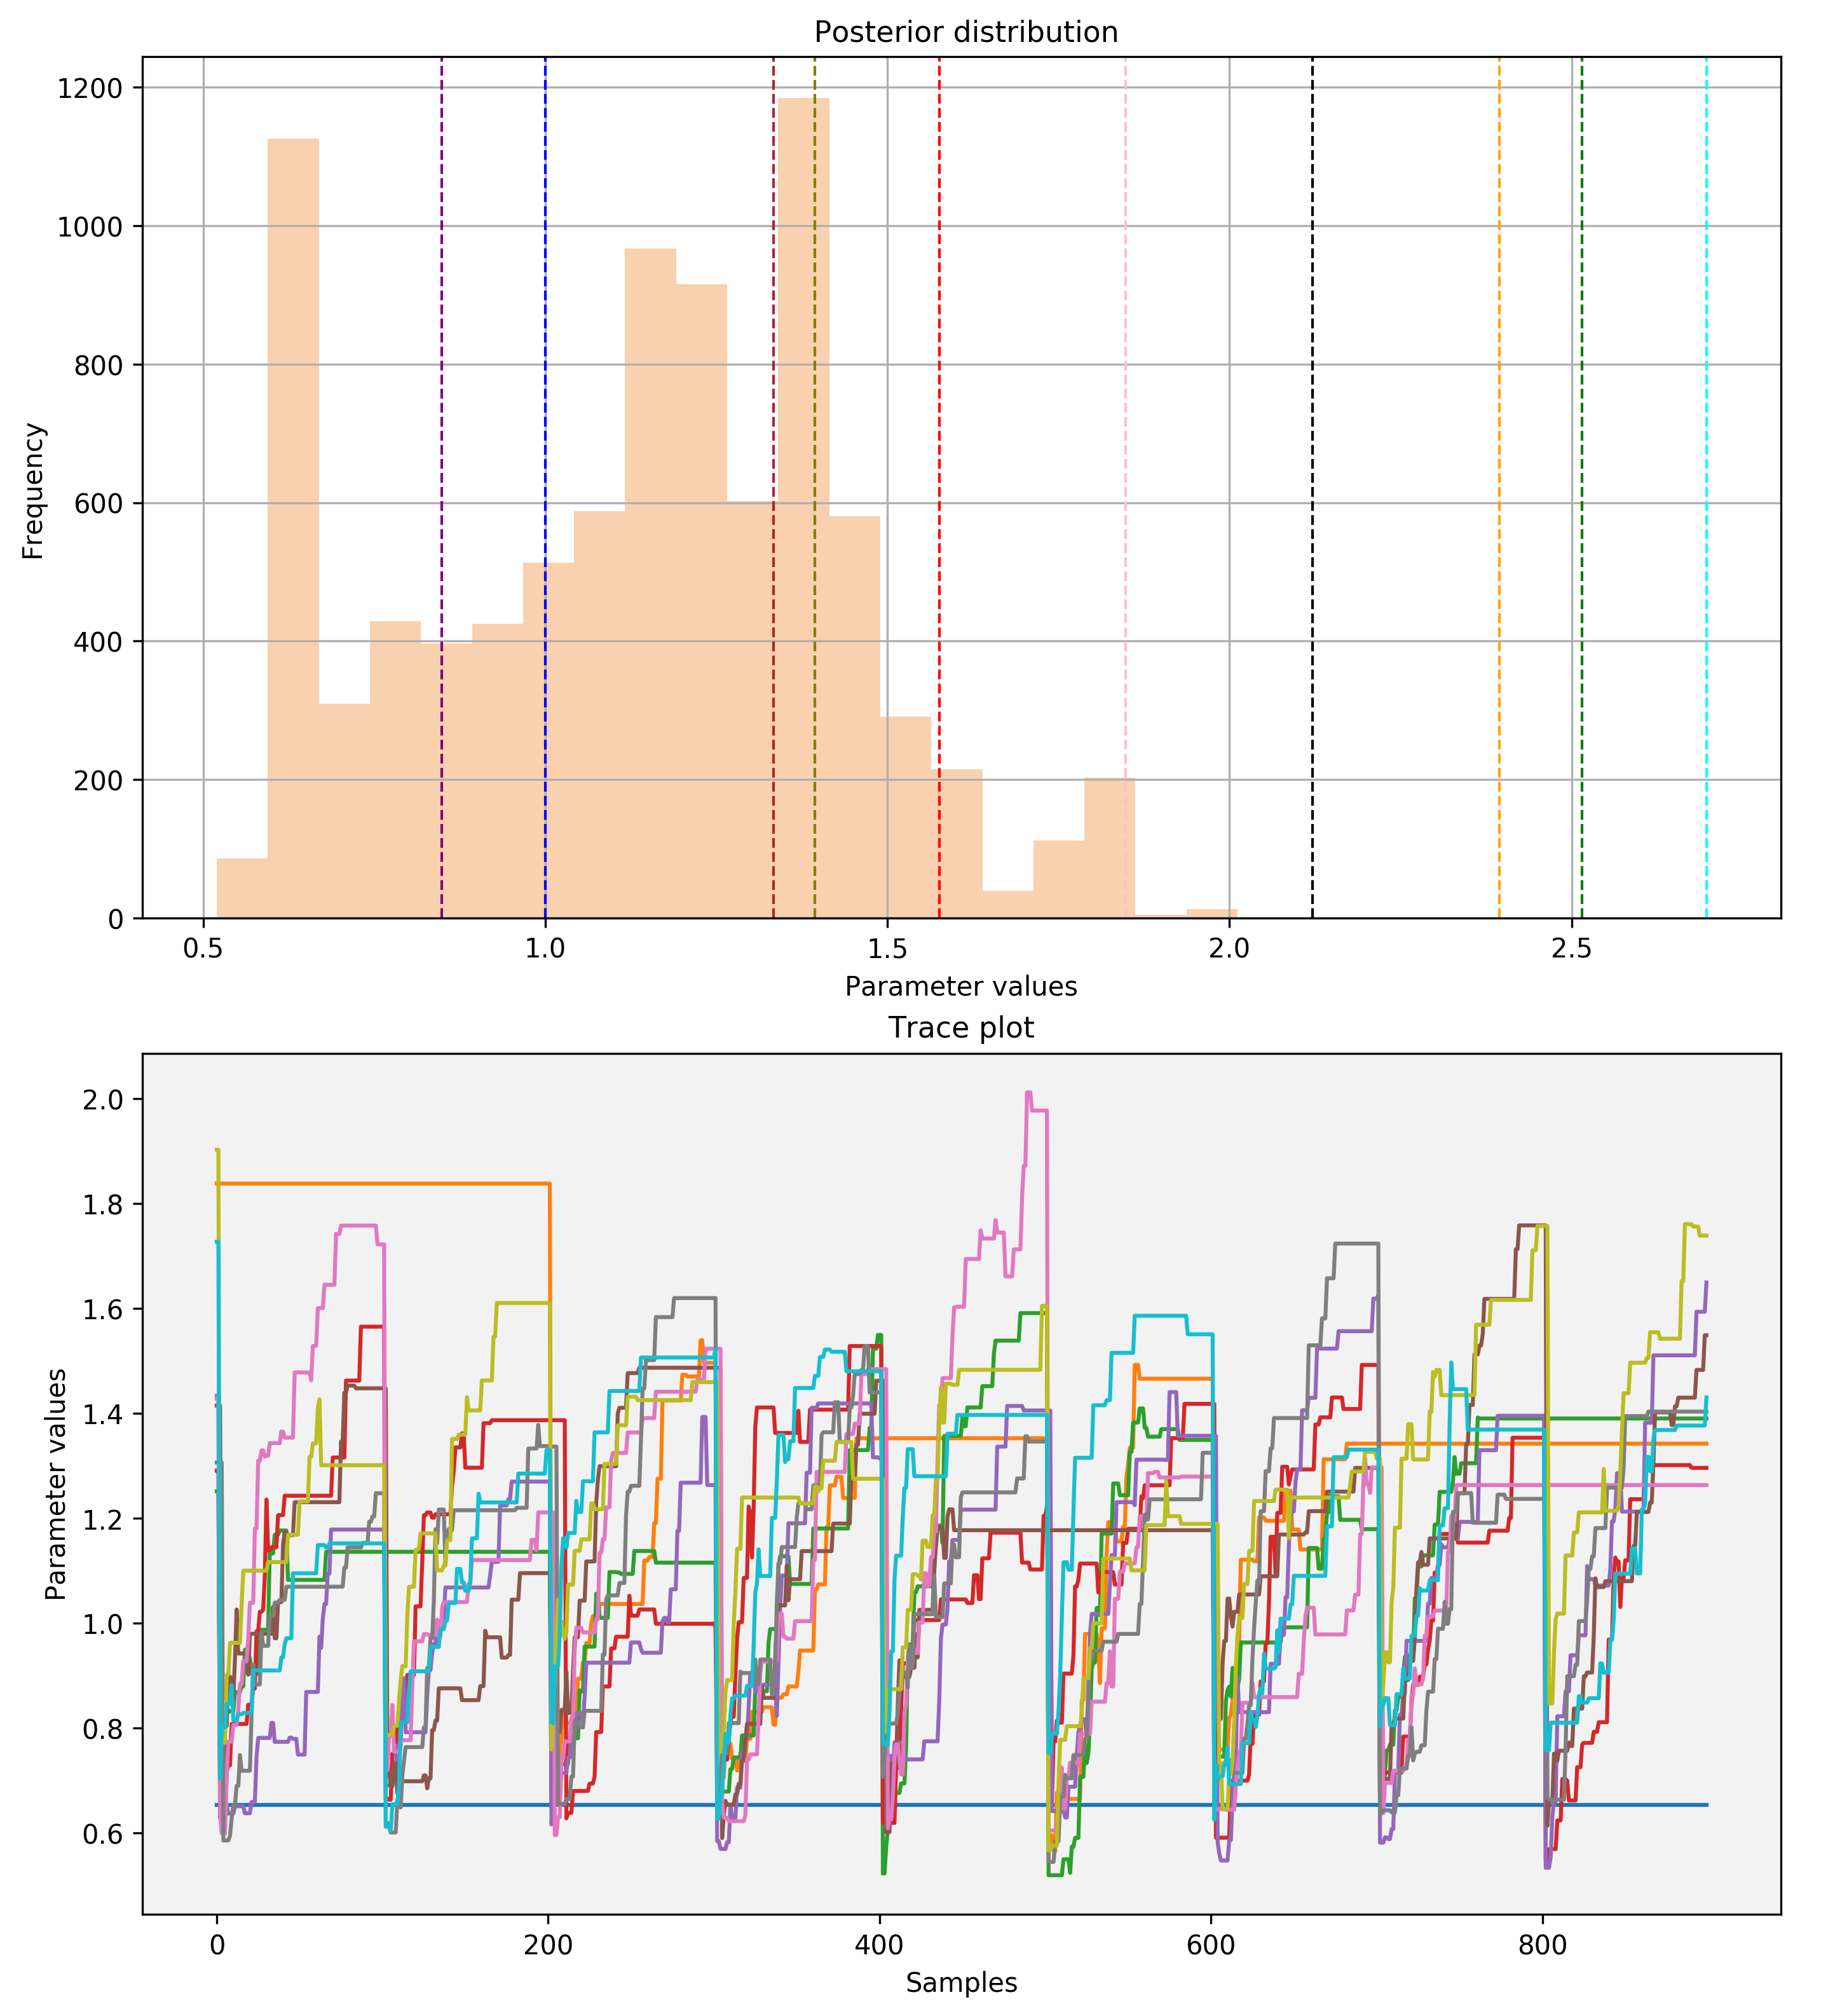 Posterior distribution
1200
1000
800
600
400
200
0
Frequency
0.5 1.0 1.5 2.0 2.5
Parameter values
Trace plot
2.0
1.8
1.6
1.4
1.2
1.0
0.8
0.6
Parameter values
0 200 400 600 800
Samples